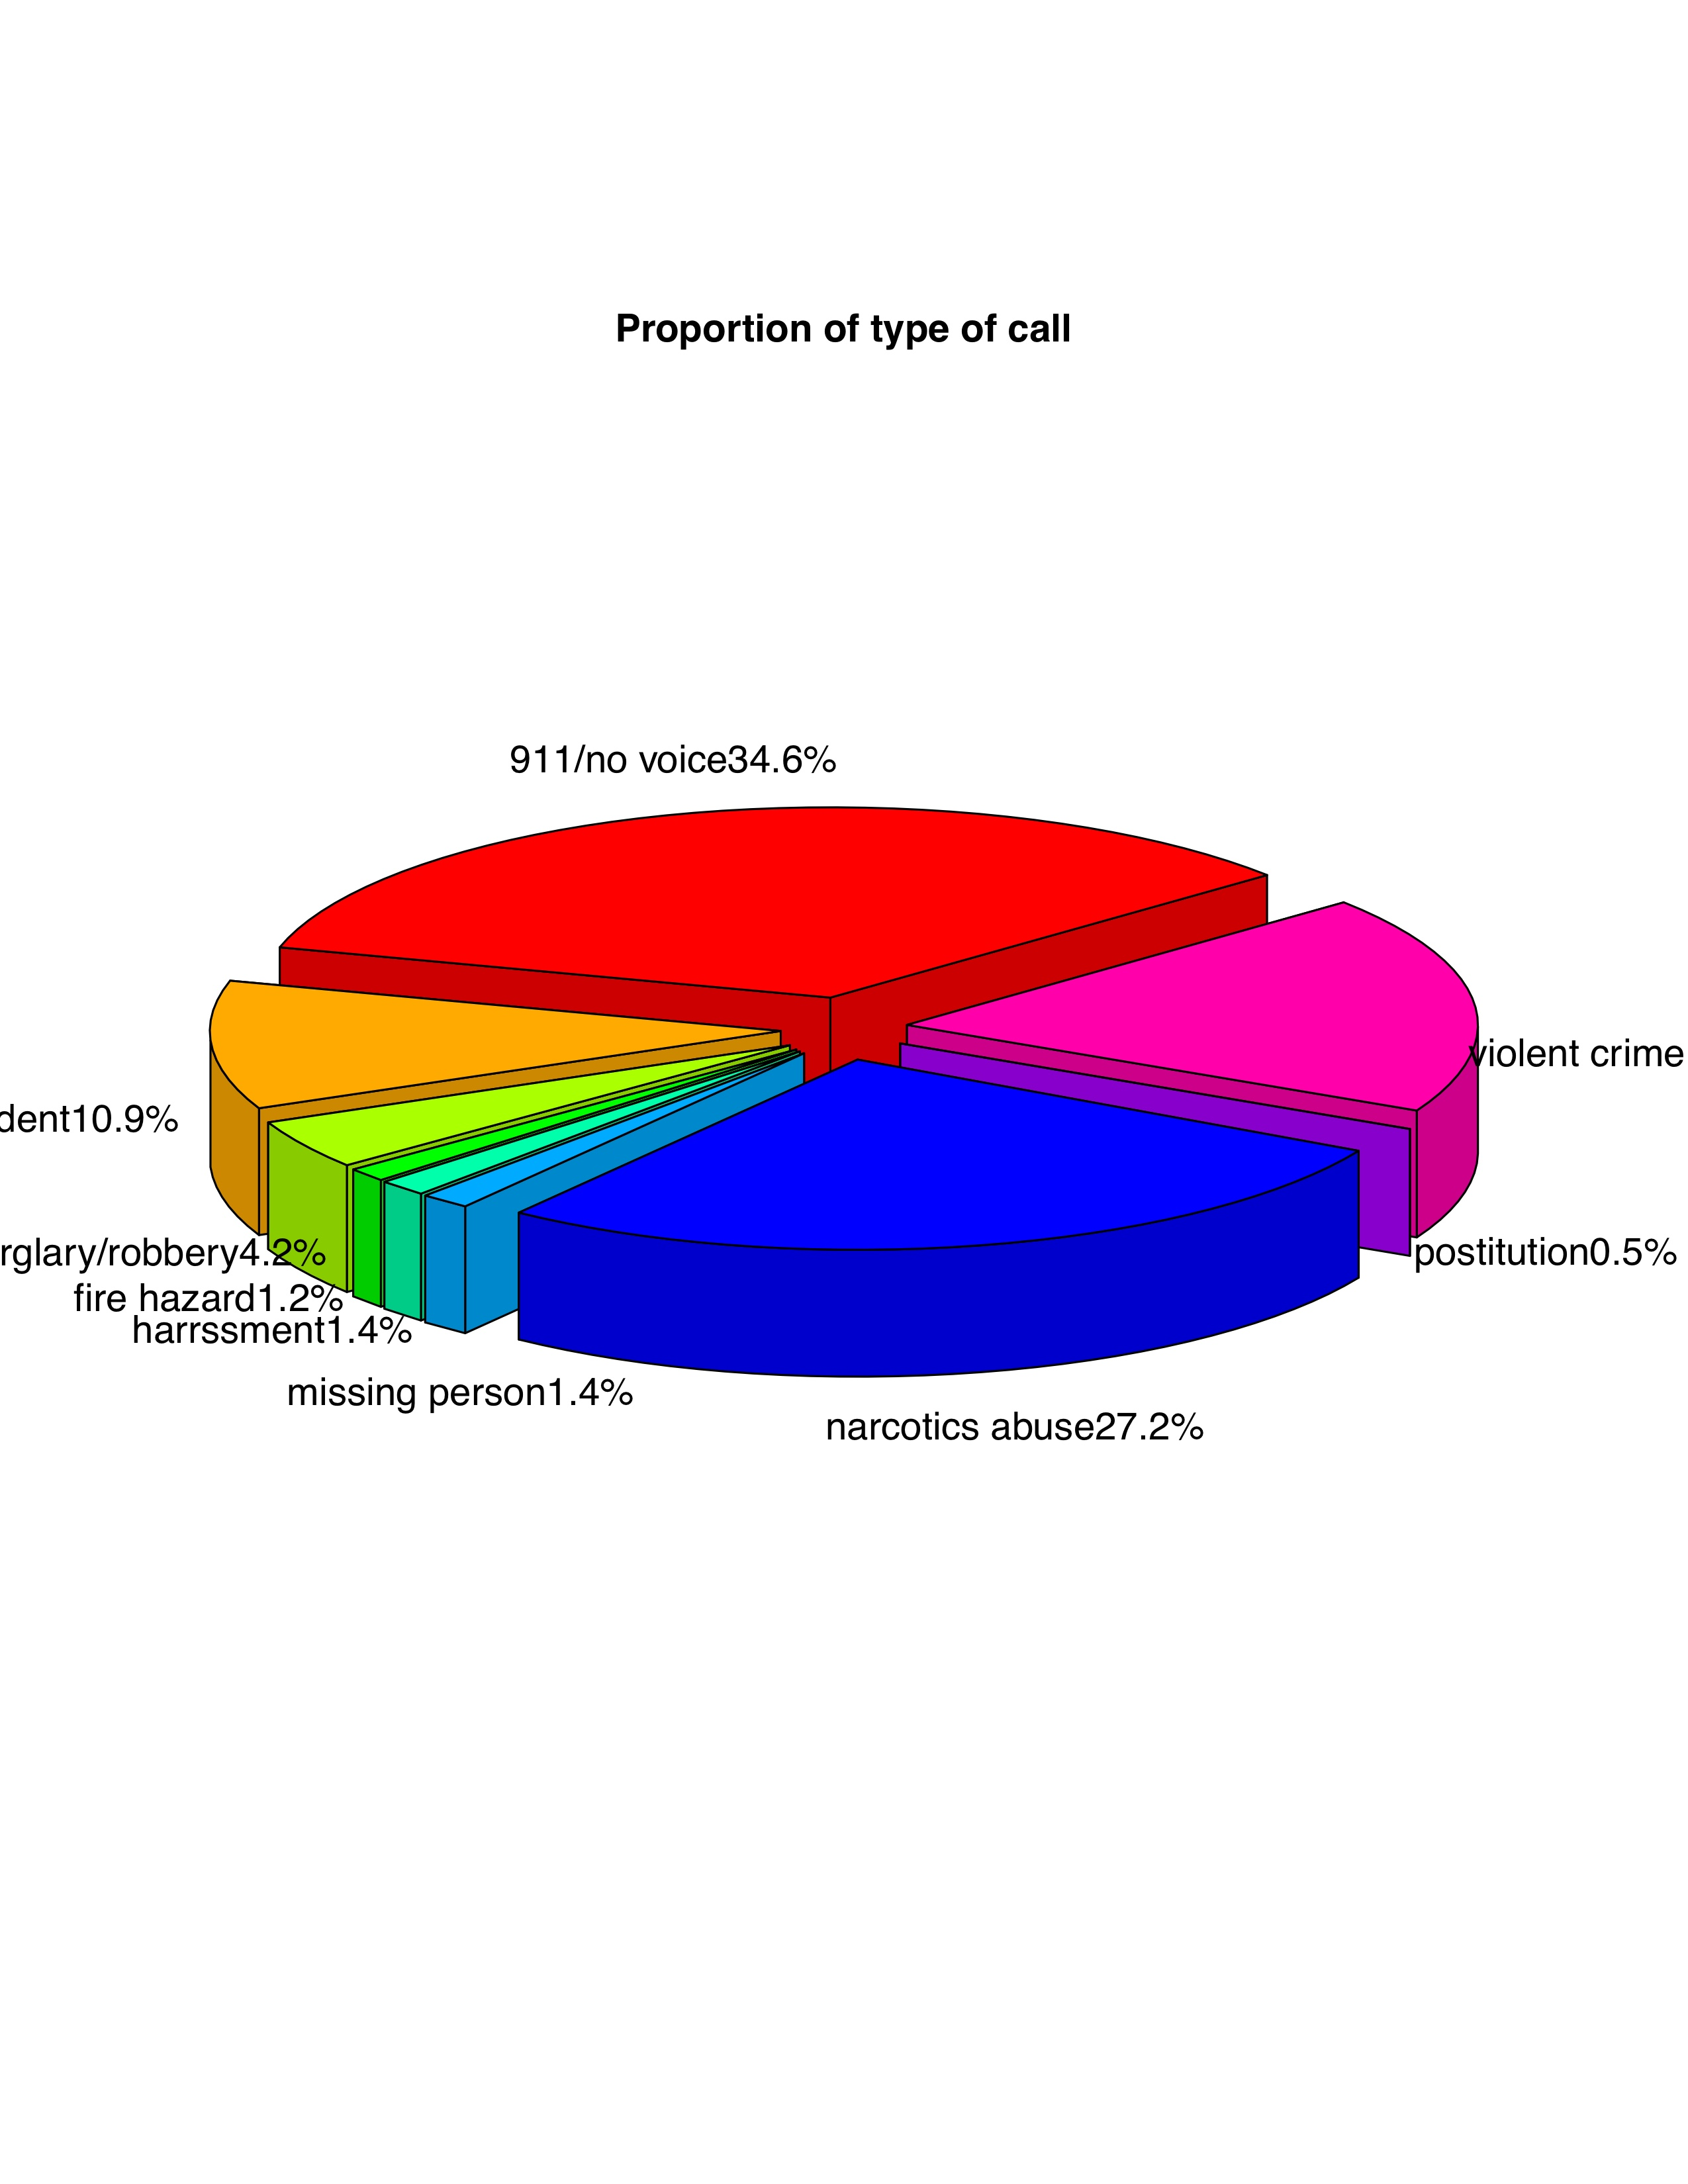 Proportion of type of call
911/no voice34.6%
violent crime
dent10.9%
rglary/robbery4.2%
postitution0.5%
fire hazard1.2%
harrssment1.4%
missing person1.4%
narcotics abuse27.2%